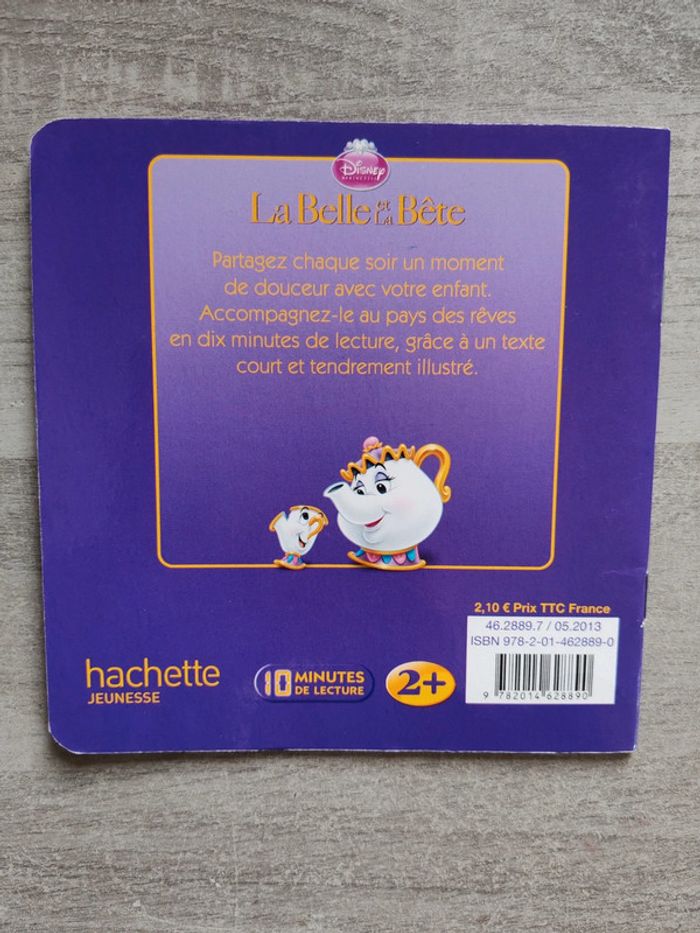 Disney
PRINCESSE
La Belle et La Bête
Partagez chaque soir un moment
de douceur avec votre enfant.
Accompagnez-le au pays des rêves
en dix minutes de lecture, grâce à un texte
court et tendrement illustré.
2,10 € Prix TTC France
46.2889.7 / 05.2013
ISBN 978-2-01-462889-0
9 782014 628890
hachette
JEUNESSE
10 MINUTES
DE LECTURE
2+